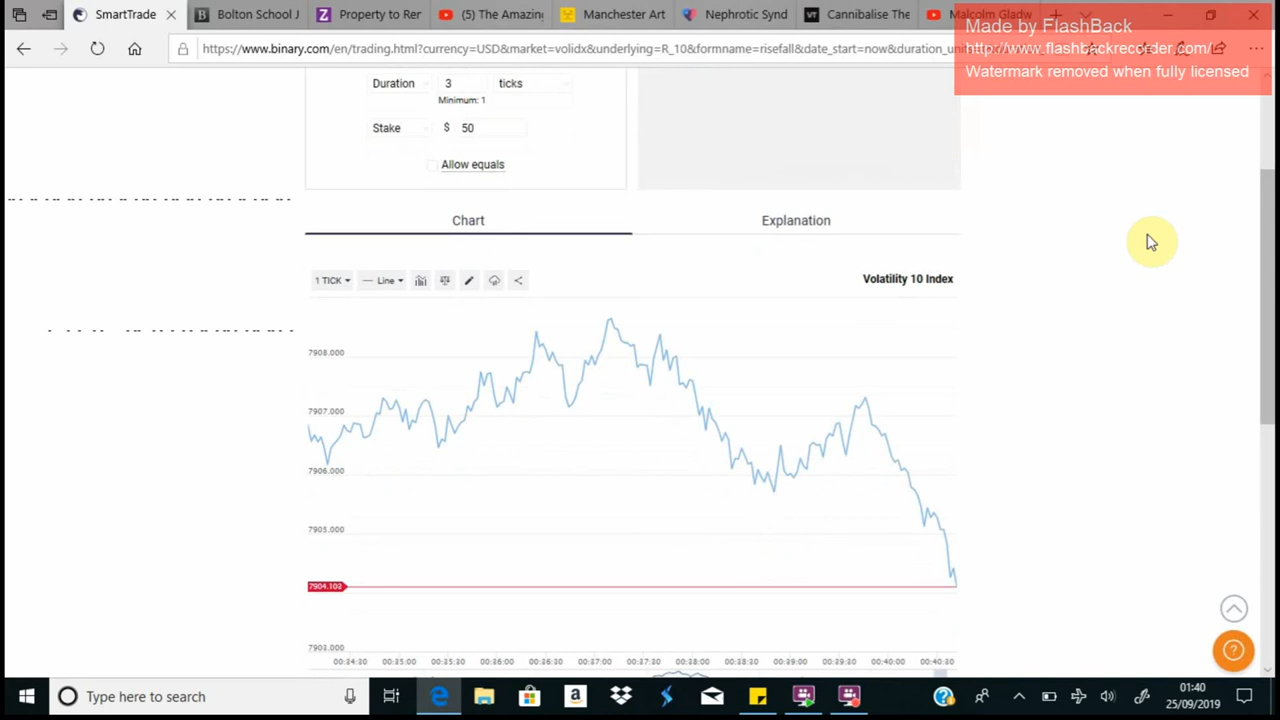 SmartTrade
Bolton School J
Property to Rer
(5) The Amazing
Manchester Art
Nephrotic Synd
Cannibalise The
Malcolm Gladw
Made by FlashBack
http://www.flashbackrecorder.com/
Watermark removed when fully licensed
https://www.binary.com/en/trading.html?currency=USD&market=volidx&underlying=R_10&formname=risefall&date_start=now&duration_uni
Duration 3 ticks
Minimum: 1
Stake $ 50
Allow equals
Chart Explanation
1 TICK Line
Volatility 10 Index
7908.000
7907.000
7906.000
7905.000
7904.103
7903.000
00:34:30 00:35:00 00:35:30 00:36:00 00:36:30 00:37:00 00:37:30 00:38:00 00:38:30 00:39:00 00:39:30 00:40:00 00:40:30
Type here to search
01:40
25/09/2019